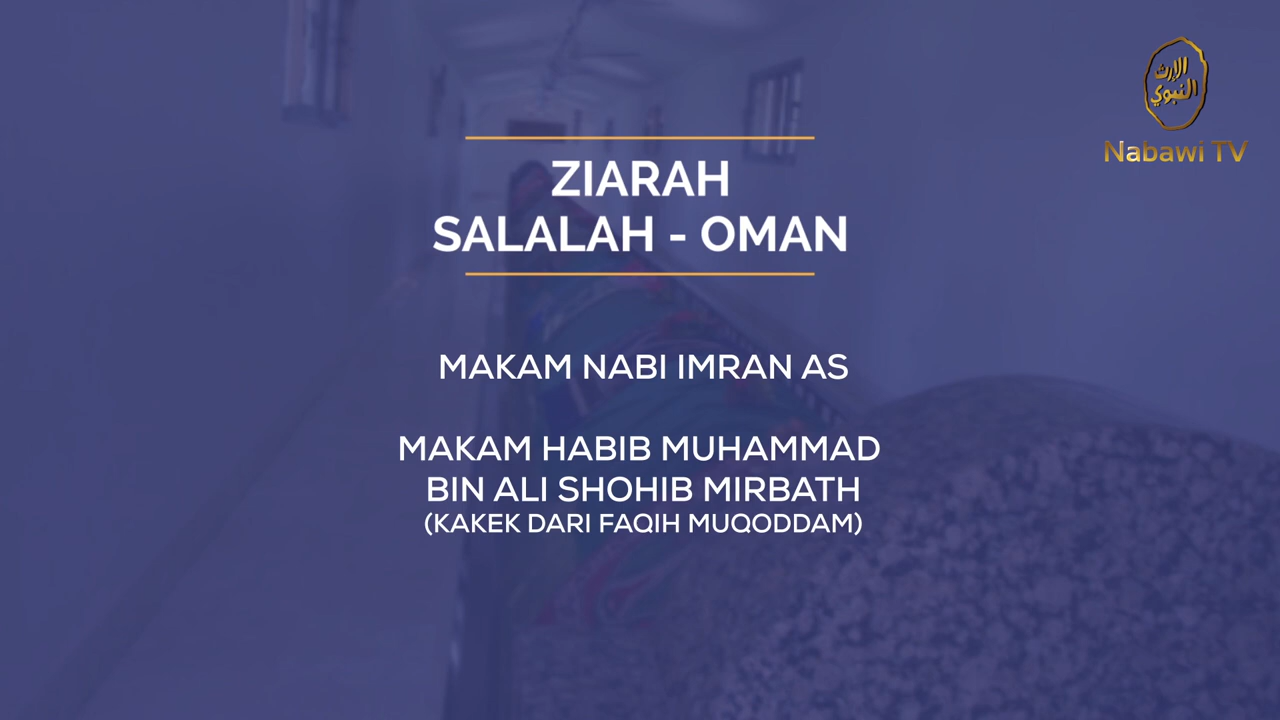 الإرث
النبوي
Nabawi TV
ZIARAH
SALALAH - OMAN
MAKAM NABI IMRAN AS
MAKAM HABIB MUHAMMAD
BIN ALI SHOHIB MIRBATH
(KAKEK DARI FAQIH MUQODDAM)